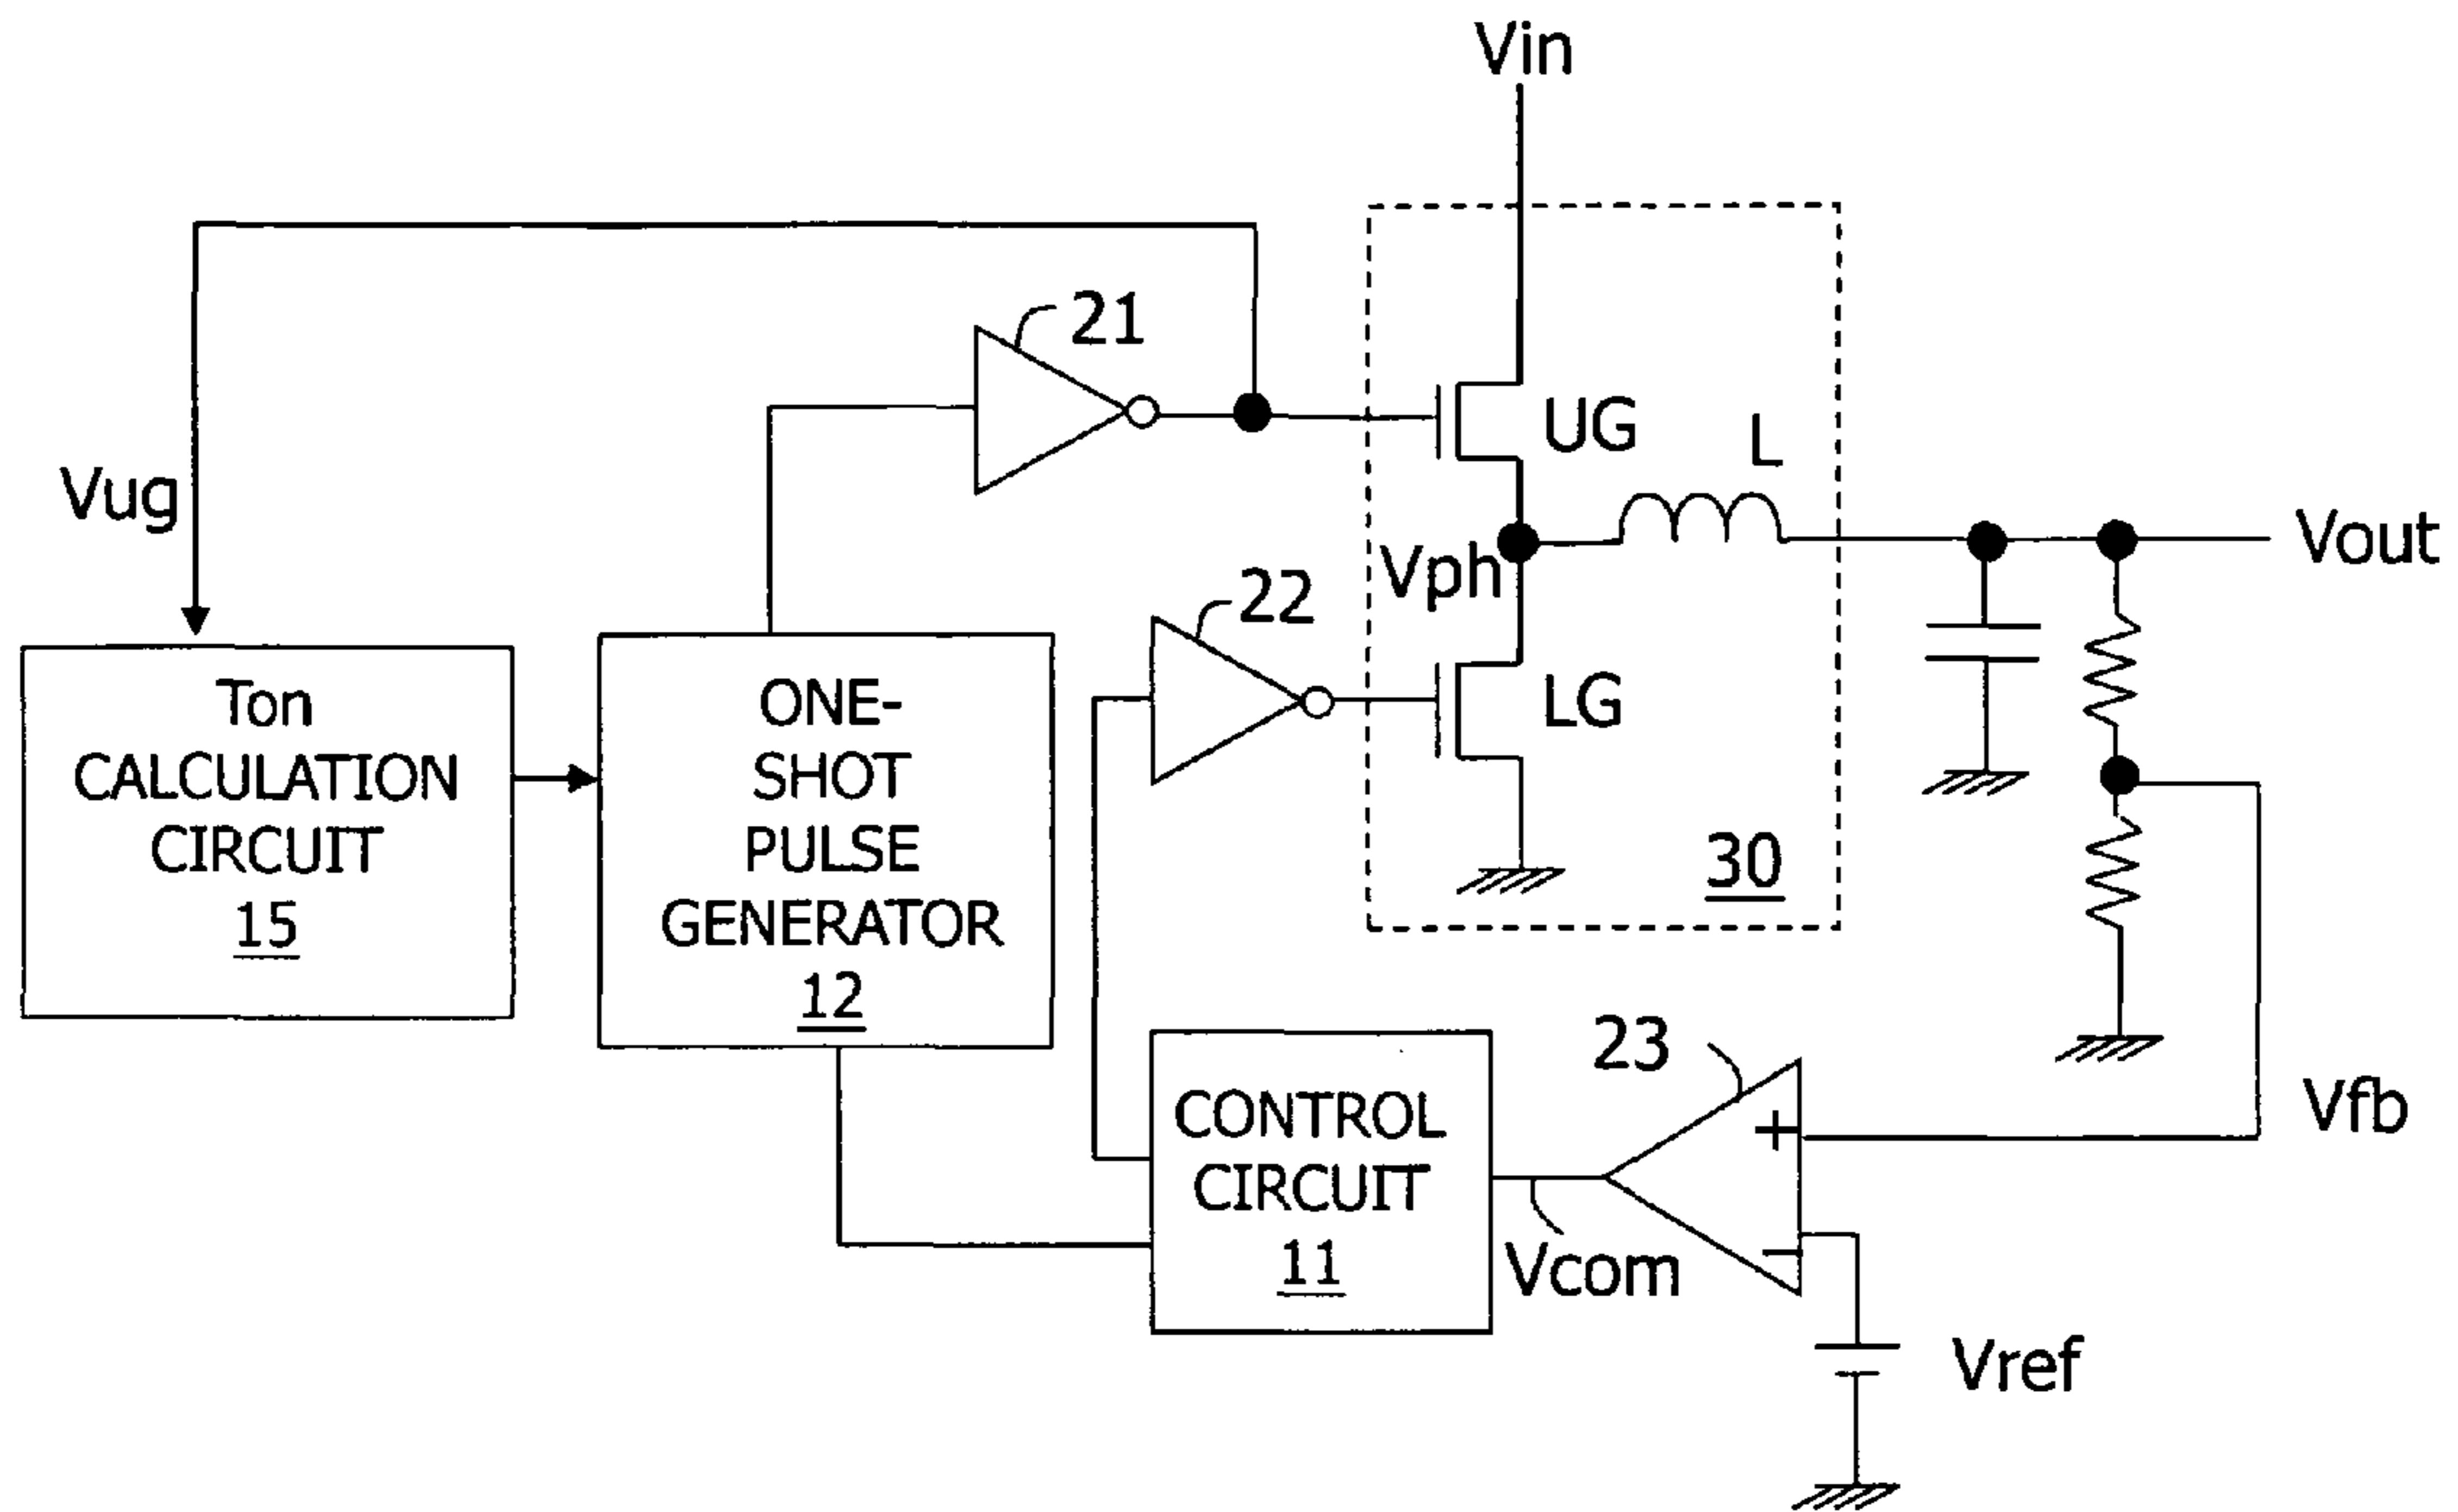 Vin
21
Vug
UG
L
Vph
Vout
22
LG
Ton
CALCULATION
CIRCUIT
15
ONE-
SHOT
PULSE
GENERATOR
12
30
23
+
-
Vfb
CONTROL
CIRCUIT
11
Vcom
Vref